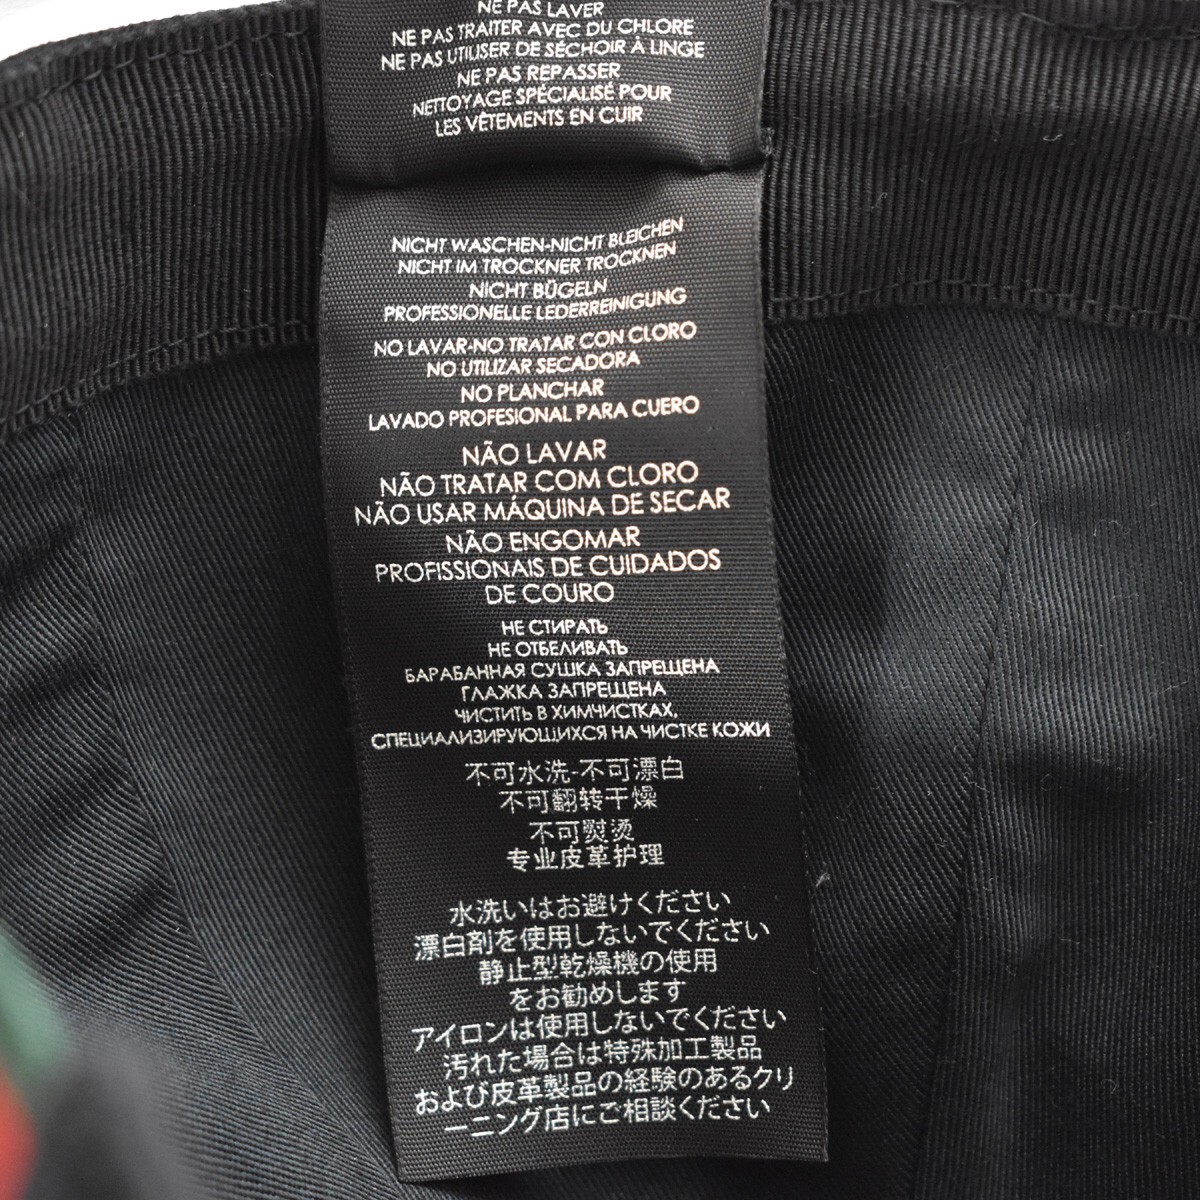 NE PAS LAVER
NE PAS TRAITER AVEC DU CHLORE
NE PAS UTILISER DE SÉCHOIR À LINGE
NE PAS REPASSER
NETTOYAGE SPÉCIALISÉ POUR
LES VÊTEMENTS EN CUIR
NICHT WASCHEN-NICHT BLEICHEN
NICHT IM TROCKNER TROCKNEN
NICHT BÜGELN
PROFESSIONELLE LEDERREINIGUNG
NO LAVAR-NO TRATAR CON CLORO
NO UTILIZAR SECADORA
NO PLANCHAR
LAVADO PROFESIONAL PARA CUERO
NÃO LAVAR
NÃO TRATAR COM CLORO
NÃO USAR MÁQUINA DE SECAR
NÃO ENGOMAR
PROFISSIONAIS DE CUIDADOS
DE COURO
НЕ СТИРАТЬ
НЕ ОТБЕЛИВАТЬ
БАРАБАННАЯ СУШКА ЗАПРЕЩЕНА
ГЛАЖКА ЗАПРЕЩЕНА
ЧИСТИТЬ В ХИМЧИСТКАХ,
СПЕЦИАЛИЗИРУЮЩИХСЯ НА ЧИСТКЕ КОЖИ
不可水洗-不可漂白
不可翻转干燥
不可熨烫
专业皮革护理
水洗いはお避けください
漂白剤を使用しないでください
静止型乾燥機の使用
をお勧めします
アイロンは使用しないでください
汚れた場合は特殊加工製品
および皮革製品の経験のあるクリ
ーニング店にご相談ください